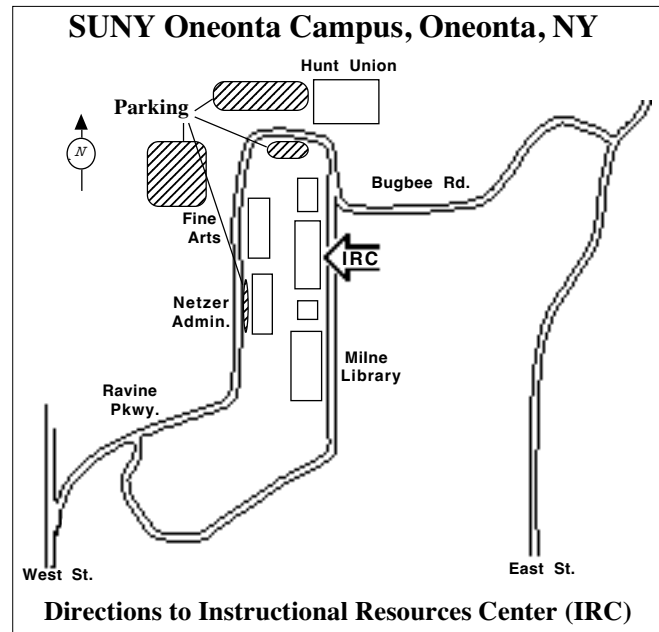 SUNY Oneonta Campus, Oneonta, NY
Hunt Union
Parking
N
Bugbee Rd.
Fine
Arts
IRC
Netzer
Admin.
Milne
Library
Ravine
Pkwy.
West St.
East St.
Directions to Instructional Resources Center (IRC)